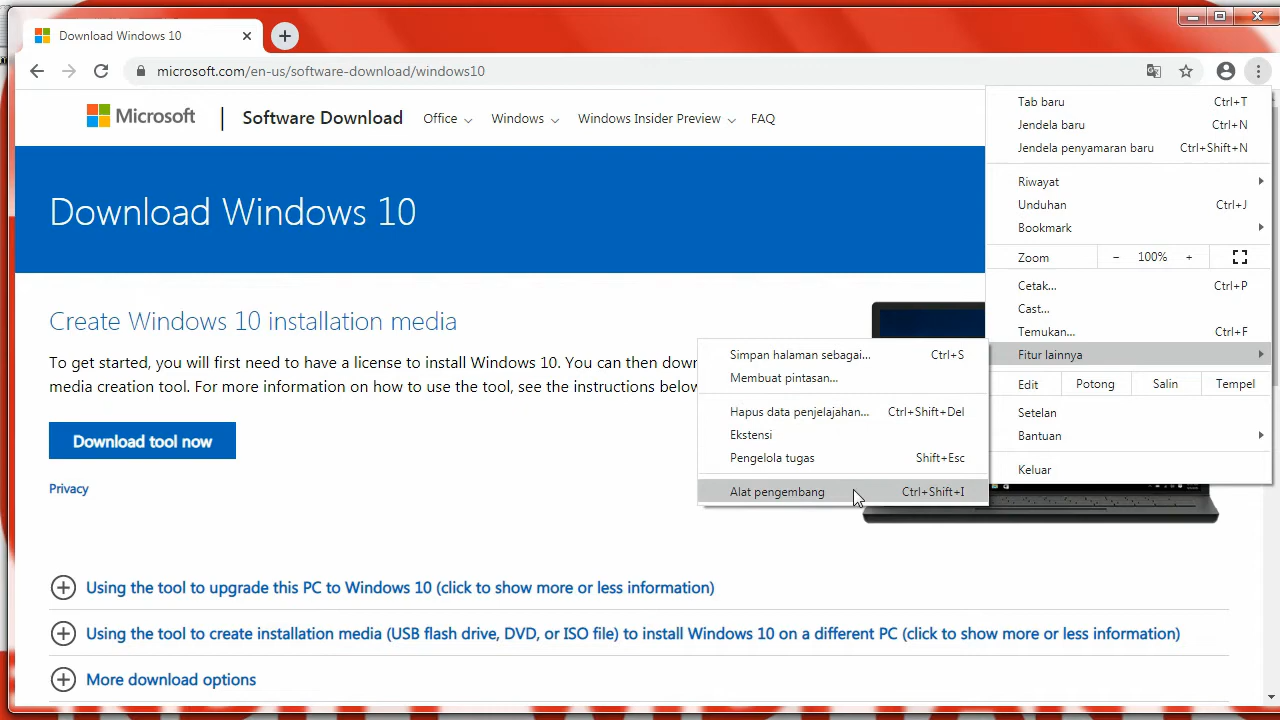 Download Windows 10
microsoft.com/en-us/software-download/windows10
Microsoft
Software Download
Office
Windows
Windows Insider Preview
FAQ
Download Windows 10
Create Windows 10 installation media
To get started, you will first need to have a license to install Windows 10. You can then
media creation tool. For more information on how to use the tool, see the instructions
Download tool now
Privacy
Using the tool to upgrade this PC to Windows 10 (click to show more or less information)
Using the tool to create installation media (USB flash drive, DVD, or ISO file) to install Windows 10 on a different PC (click to show more or less information)
More download options
Tab baru Ctrl+T
Jendela baru Ctrl+N
Jendela penyamaran baru Ctrl+Shift+N
Riwayat
Unduhan Ctrl+J
Bookmark
Zoom − 100% +
Cetak... Ctrl+P
Cast...
Temukan... Ctrl+F
Fitur lainnya
Edit Potong Salin Tempel
Setelan
Bantuan
Keluar
Simpan halaman sebagai... Ctrl+S
Membuat pintasan...
Hapus data penjelajahan... Ctrl+Shift+Del
Ekstensi
Pengelola tugas Shift+Esc
Alat pengembang Ctrl+Shift+I